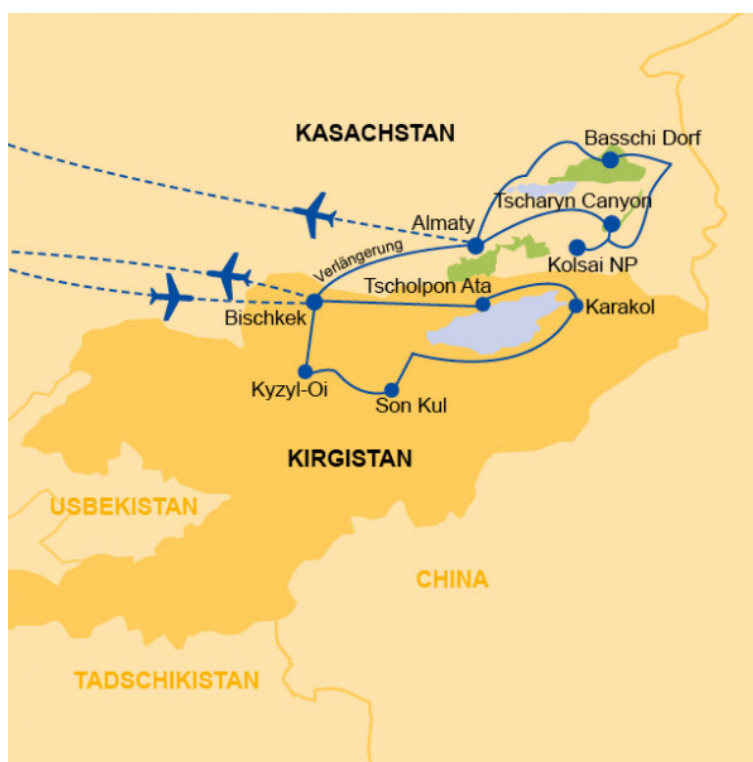 KASACHSTAN
Basschi Dorf
Tscharyn Canyon
Almaty
Verlängerung
Kolsai NP
Tscholpon Ata
Bischkek
Karakol
Kyzyl-Oi
Son Kul
KIRGISTAN
USBEKISTAN
CHINA
TADSCHIKISTAN